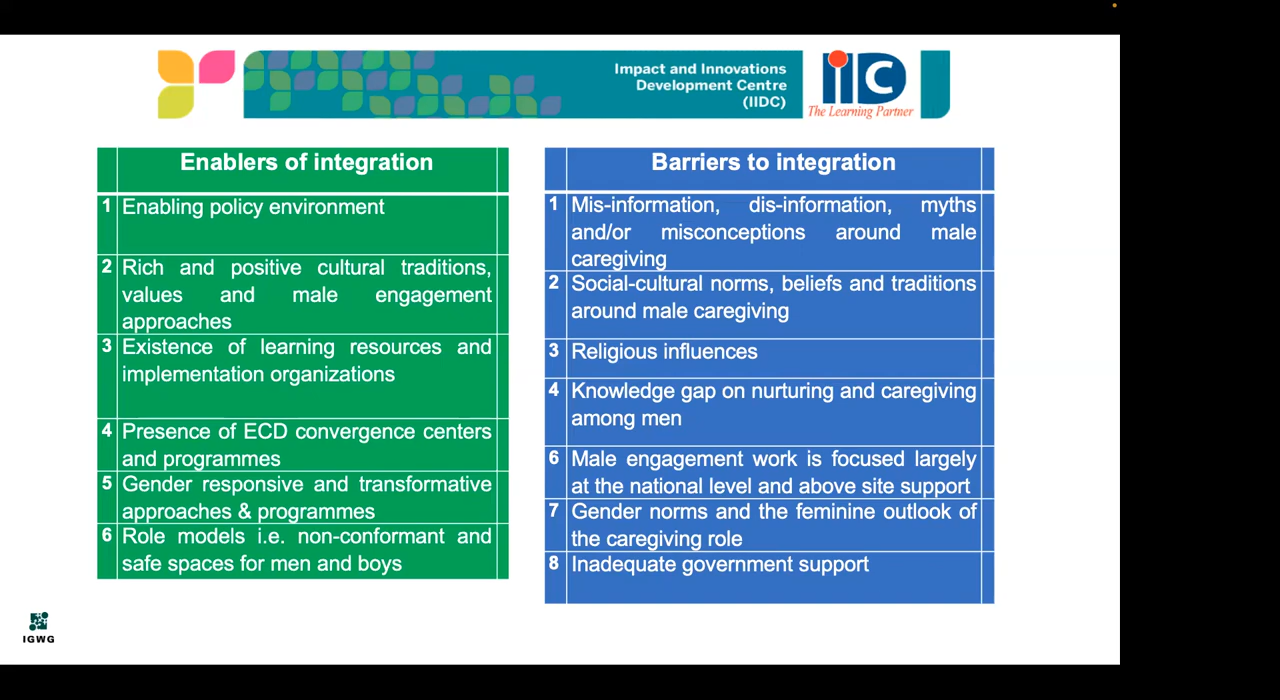 Impact and Innovations
Development Centre
(IIDC)
iiDC
The Learning Partner
Enablers of integration
1 Enabling policy environment
2 Rich and positive cultural traditions,
values and male engagement
approaches
3 Existence of learning resources and
implementation organizations
4 Presence of ECD convergence centers
and programmes
5 Gender responsive and transformative
approaches & programmes
6 Role models i.e. non-conformant and
safe spaces for men and boys
Barriers to integration
1 Mis-information, dis-information, myths
and/or misconceptions around male
caregiving
2 Social-cultural norms, beliefs and traditions
around male caregiving
3 Religious influences
4 Knowledge gap on nurturing and caregiving
among men
6 Male engagement work is focused largely
at the national level and above site support
7 Gender norms and the feminine outlook of
the caregiving role
8 Inadequate government support
IGWG